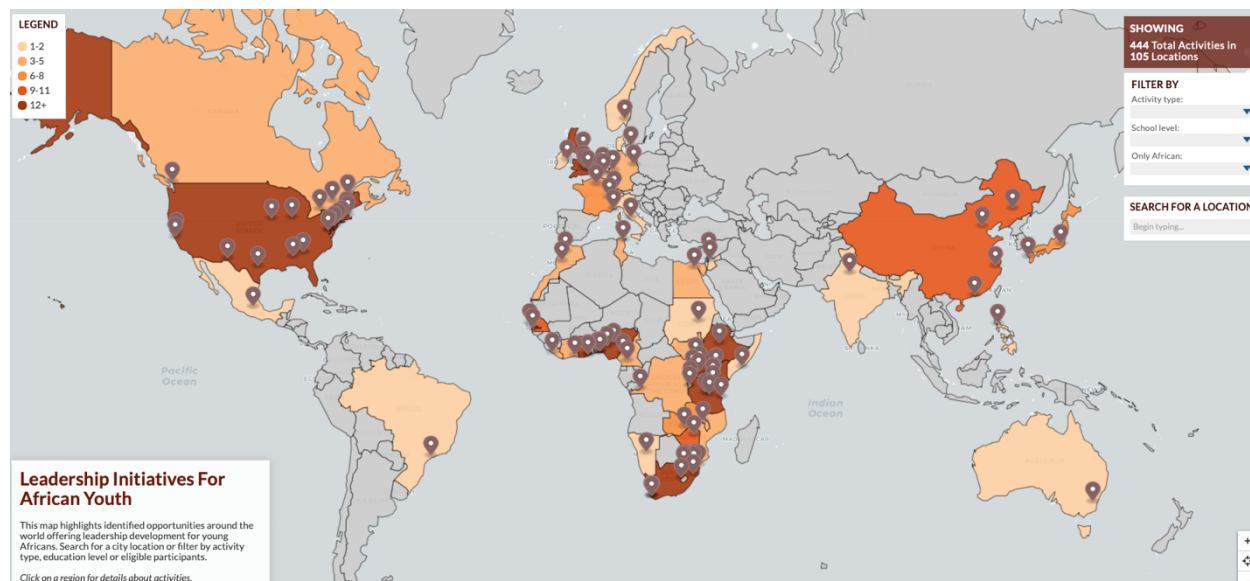 LEGEND
1-2
3-5
6-8
9-11
12+
SHOWING
444 Total Activities in
105 Locations
FILTER BY
Activity type:
School level:
Only African:
SEARCH FOR A LOCATION
Begin typing...
Pacific
Ocean
Indian
Ocean
Leadership Initiatives For
African Youth
This map highlights identified opportunities around the
world offering leadership development for young
Africans. Search for a city location or filter by activity
type, education level or eligible participants.
Click on a region for details about activities.